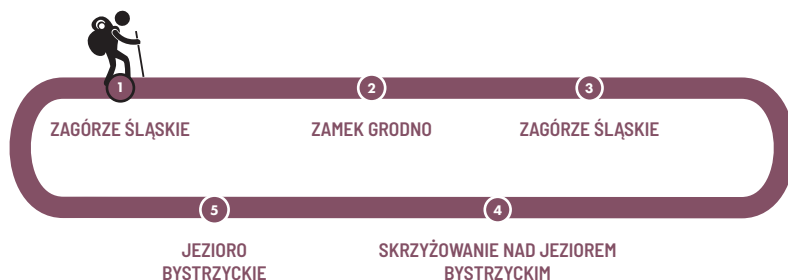 1
2
3
ZAGÓRZE ŚLĄSKIE
ZAMEK GRODNO
ZAGÓRZE ŚLĄSKIE
5
4
JEZIORO
BYSTRZYCKIE
SKRZYŻOWANIE NAD JEZIOREM
BYSTRZYCKIM